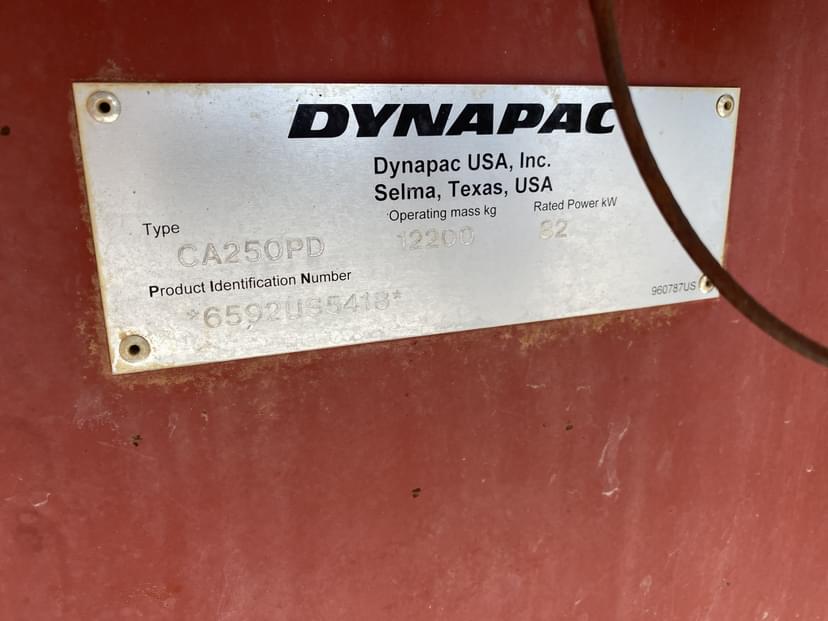 DYNAPAC
Dynapac USA, Inc.
Selma, Texas, USA
Type Operating mass kg Rated Power kW
CA250PD 12200 82
Product Identification Number
*6592US5418*
960787US